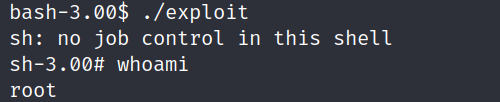 bash-3.00$ ./exploit
sh: no job control in this shell
sh-3.00# whoami
root